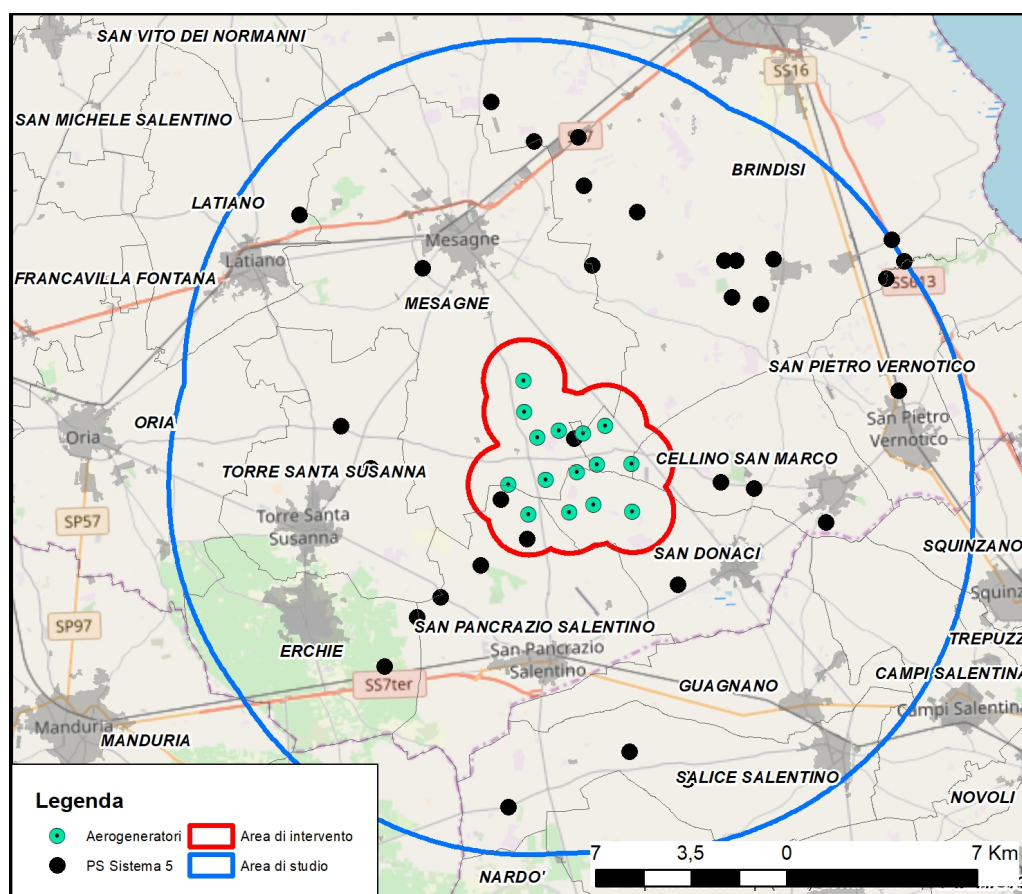 SAN VITO DEI NORMANNI
SS16
SAN MICHELE SALENTINO
BRINDISI
LATIANO
Mesagne
Latiano
FRANCAVILLA FONTANA
SS613
MESAGNE
SAN PIETRO VERNOTICO
ORIA
Oria
San Pietro
Vernotico
TORRE SANTA SUSANNA
CELLINO SAN MARCO
SP57
Torre Santa
Susanna
SAN DONACI
SQUINZANO
Squinz
SP97
SAN PANCRAZIO SALENTINO
TREPUZZ
ERCHIE
San Pancrazio
Salentino
SS7ter
GUAGNANO
CAMPI SALENTINA
Campi Salentina
Manduria
MANDURIA
SALICE SALENTINO
NOVOLI
Legenda
Aerogeneratori
Area di intervento
PS Sistema 5
Area di studio
7 3,5 0 7 Km
NARDO'